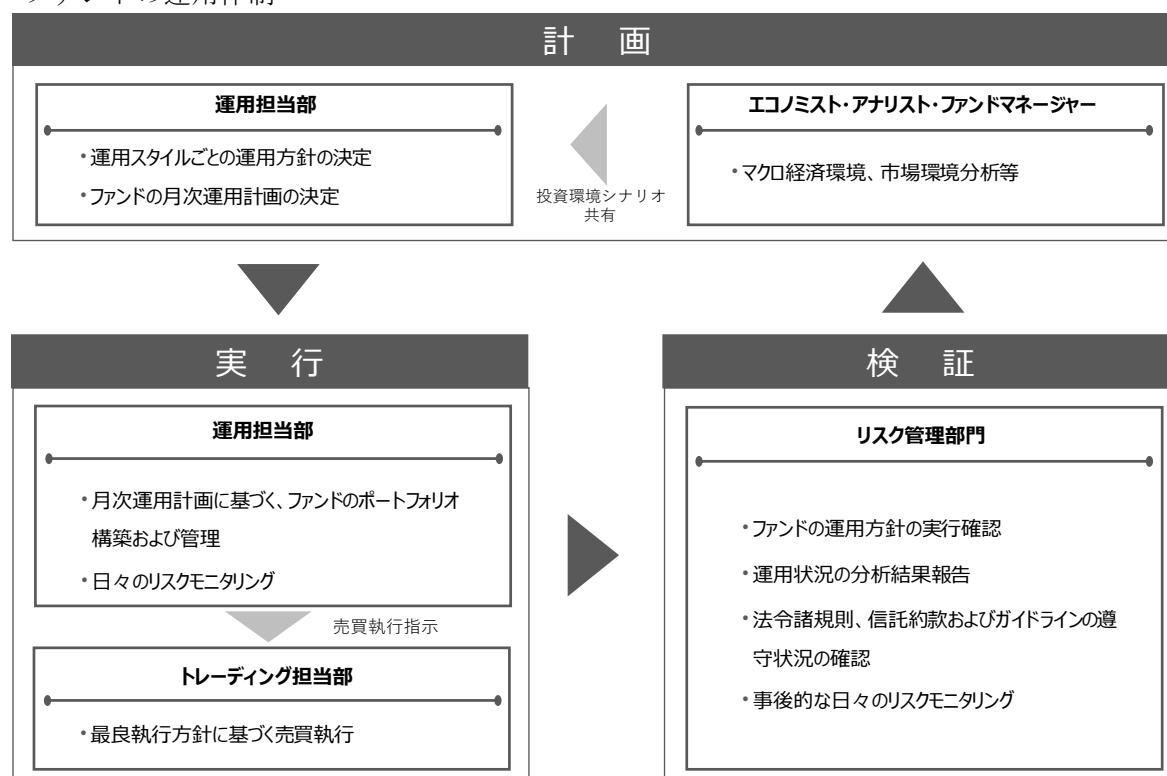 ファンドの運用体制
計 画
運用担当部
・運用スタイルごとの運用方針の決定
・ファンドの月次運用計画の決定
投資環境シナリオ
共有
エコノミスト・アナリスト・ファンドマネージャー
・マクロ経済環境、市場環境分析等
実 行
運用担当部
・月次運用計画に基づく、ファンドのポートフォリオ
構築および管理
・日々のリスクモニタリング
売買執行指示
トレーディング担当部
・最良執行方針に基づく売買執行
検 証
リスク管理部門
・ファンドの運用方針の実行確認
・運用状況の分析結果報告
・法令諸規則、信託約款およびガイドラインの遵
守状況の確認
・事後的な日々のリスクモニタリング